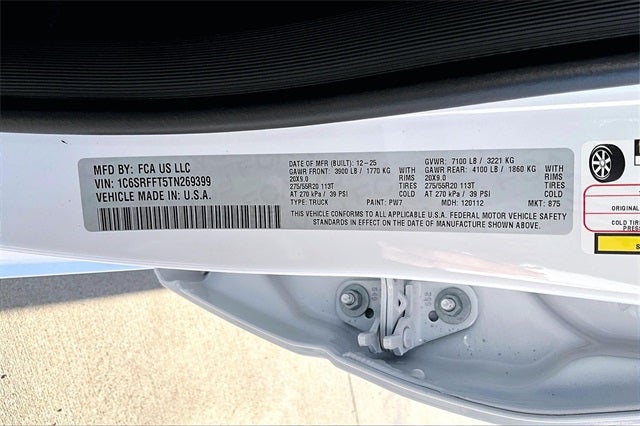 MFD BY: FCA US LLC
VIN: 1C6SRFFT5TN269399
VEHICLE MADE IN: U.S.A.
DATE OF MFR (BUILT): 12-25 GVWR: 7100 LB / 3221 KG
GAWR FRONT: 3900 LB / 1770 KG WITH GAWR REAR: 4100 LB / 1860 KG WITH
20X9.0 RIMS 20X9.0 RIMS
275/55R20 113T 275/55R20 113T
AT 270 kPa / 39 PSI COLD AT 270 kPa / 39 PSI COLD
TYPE: TRUCK PAINT: PW7 MDH: 120112 MKT: 875
THIS VEHICLE CONFORMS TO ALL APPLICABLE U.S.A. FEDERAL MOTOR VEHICLE SAFETY
STANDARDS IN EFFECT ON THE DATE OF MANUFACTURE SHOWN ABOVE.
ORIGINAL
COLD TIRE
PRES
S